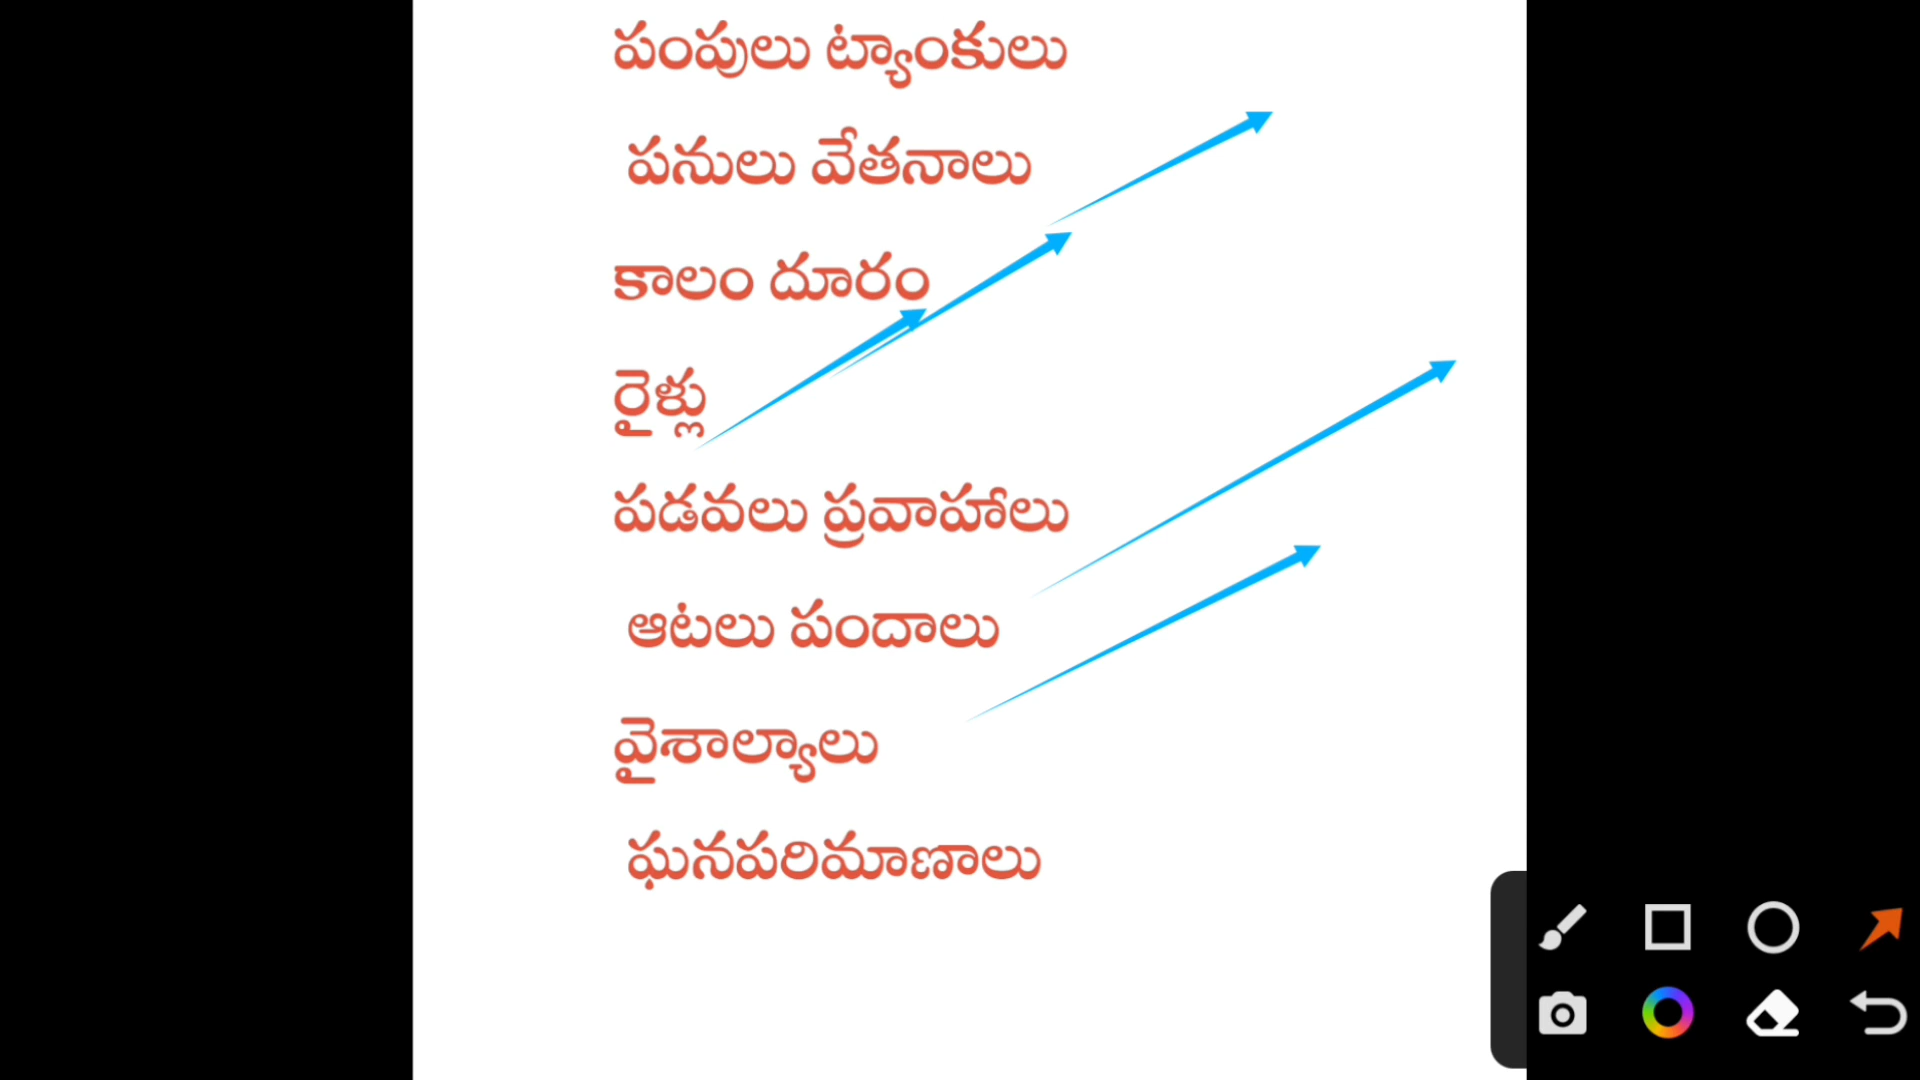 పంపులు ట్యాంకులు
పనులు వేతనాలు
కాలం దూరం
రైళ్లు
పడవలు ప్రవాహాలు
ఆటలు పందాలు
వైశాల్యాలు
ఘనపరిమాణాలు